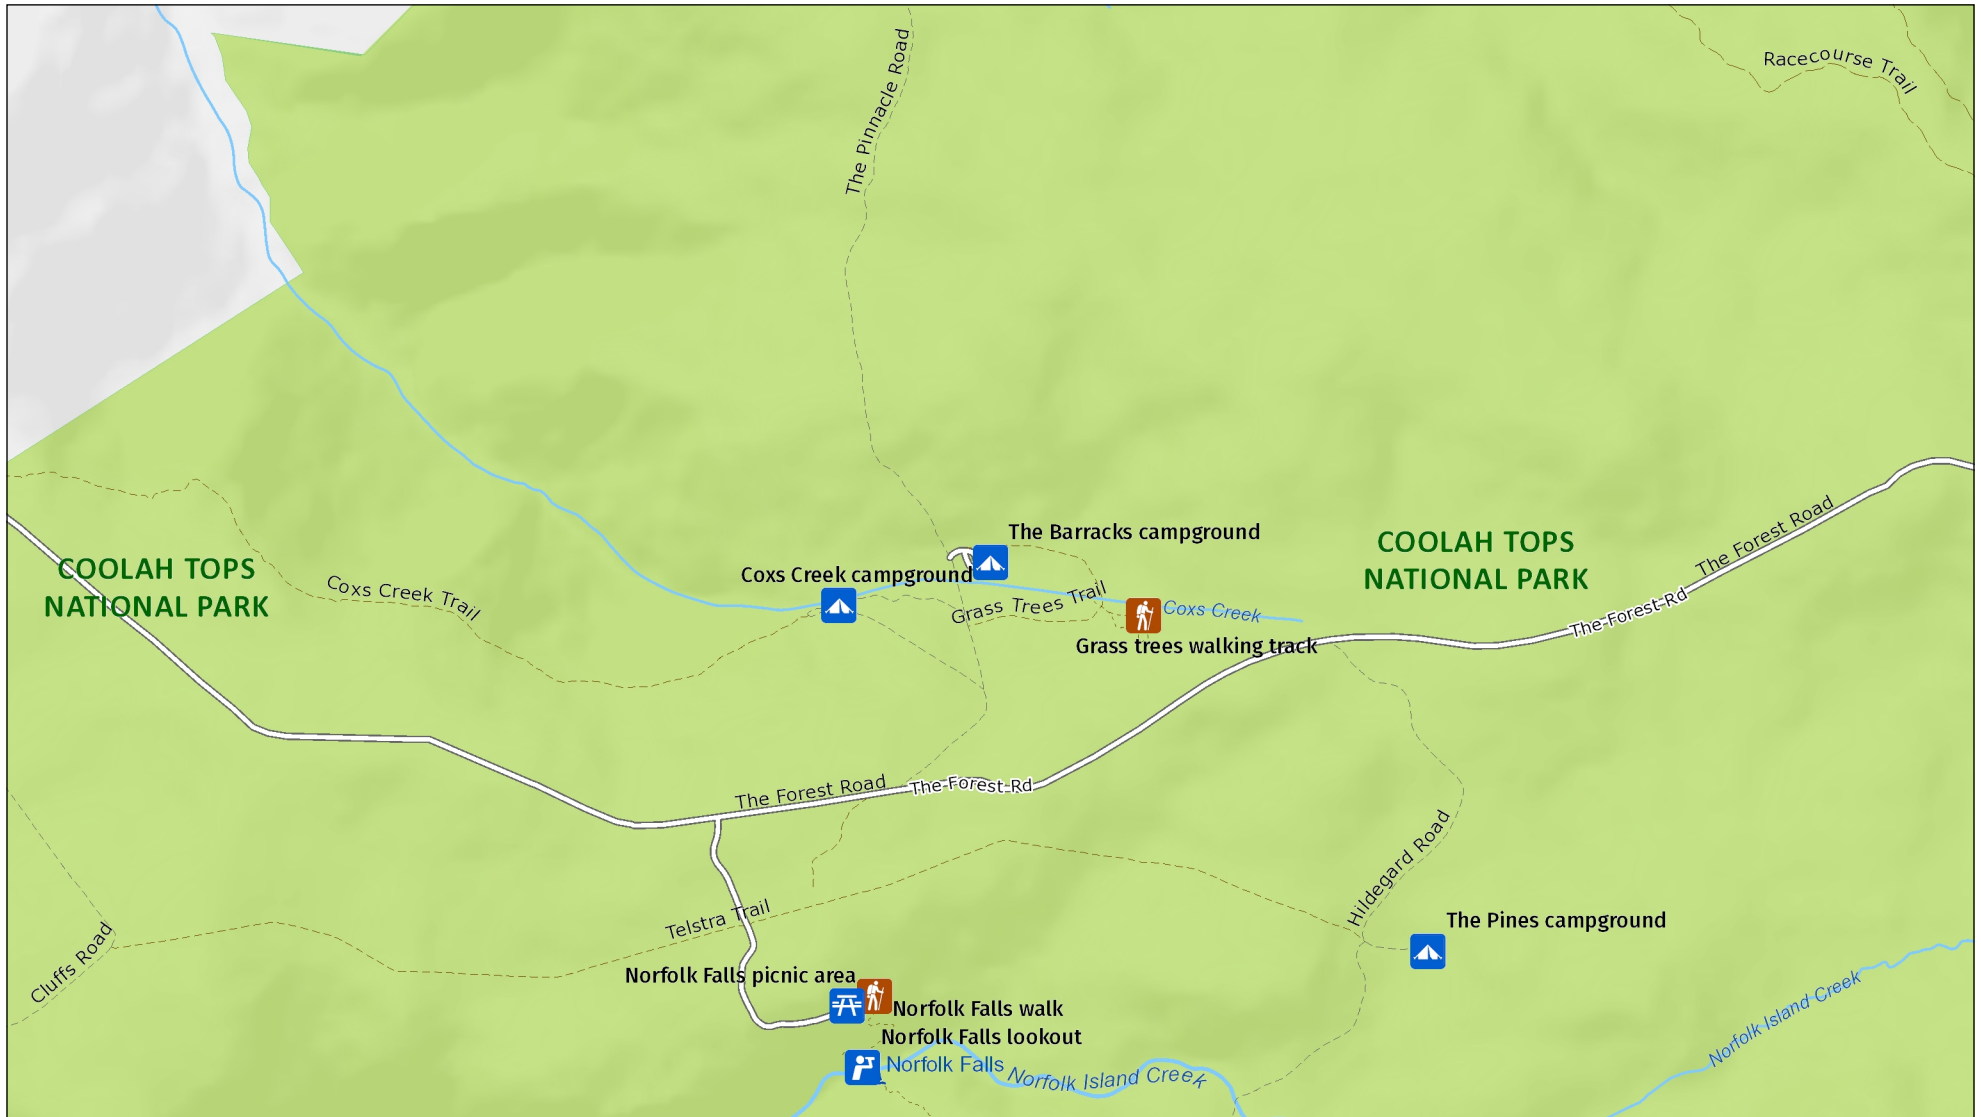 Racecourse Trail
The Pinnacle Road
The Forest Road
The Barracks campground
COOLAH TOPS
NATIONAL PARK
COOLAH TOPS
NATIONAL PARK
Coxs Creek campground
Coxs Creek Trail
Grass Trees Trail
Coxs Creek
The Forest Rd
Grass trees walking track
The Forest Road
The Forest Rd
Hildegard Road
Telstra Trail
The Pines campground
Cluffs Road
Norfolk Falls picnic area
Norfolk Falls walk
Norfolk Island Creek
Norfolk Falls lookout
Norfolk Falls
Norfolk Island Creek